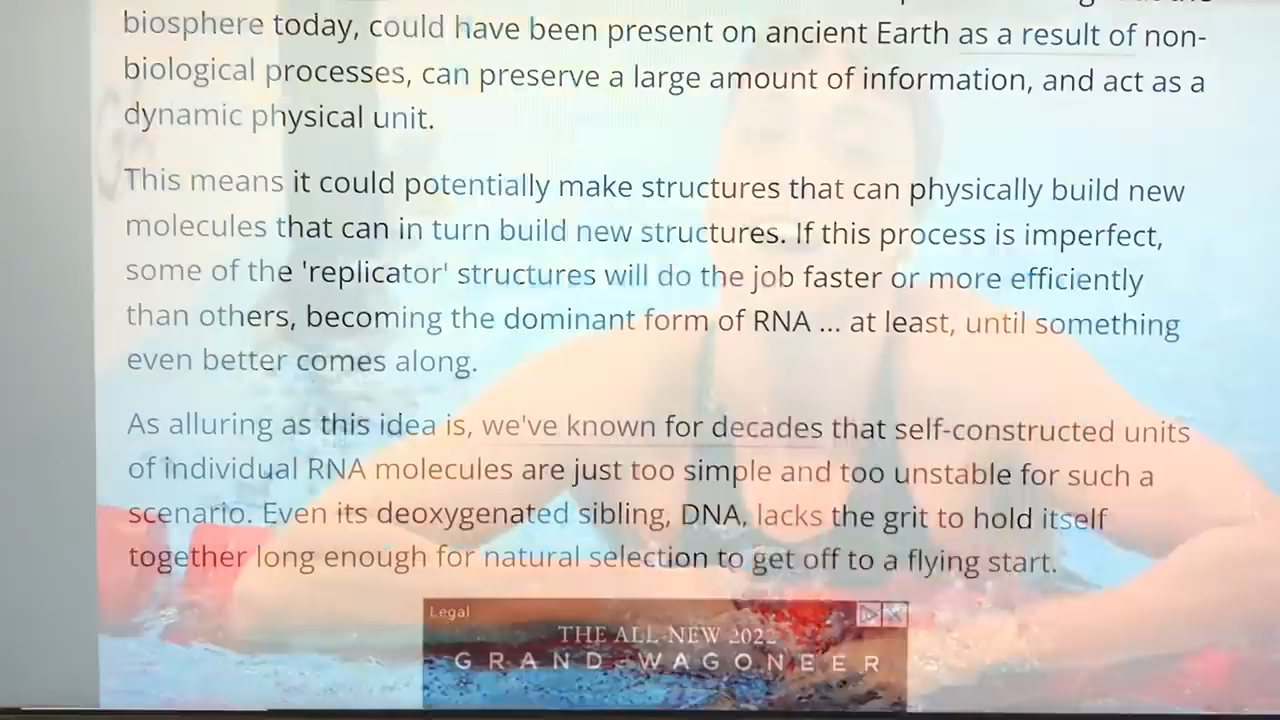 biosphere today, could have been present on ancient Earth as a result of non-
biological processes, can preserve a large amount of information, and act as a
dynamic physical unit.
This means it could potentially make structures that can physically build new
molecules that can in turn build new structures. If this process is imperfect,
some of the 'replicator' structures will do the job faster or more efficiently
than others, becoming the dominant form of RNA ... at least, until something
even better comes along.
As alluring as this idea is, we've known for decades that self-constructed units
of individual RNA molecules are just too simple and too unstable for such a
scenario. Even its deoxygenated sibling, DNA, lacks the grit to hold itself
together long enough for natural selection to get off to a flying start.
Legal
THE ALL-NEW 2022
GRAND WAGONEER